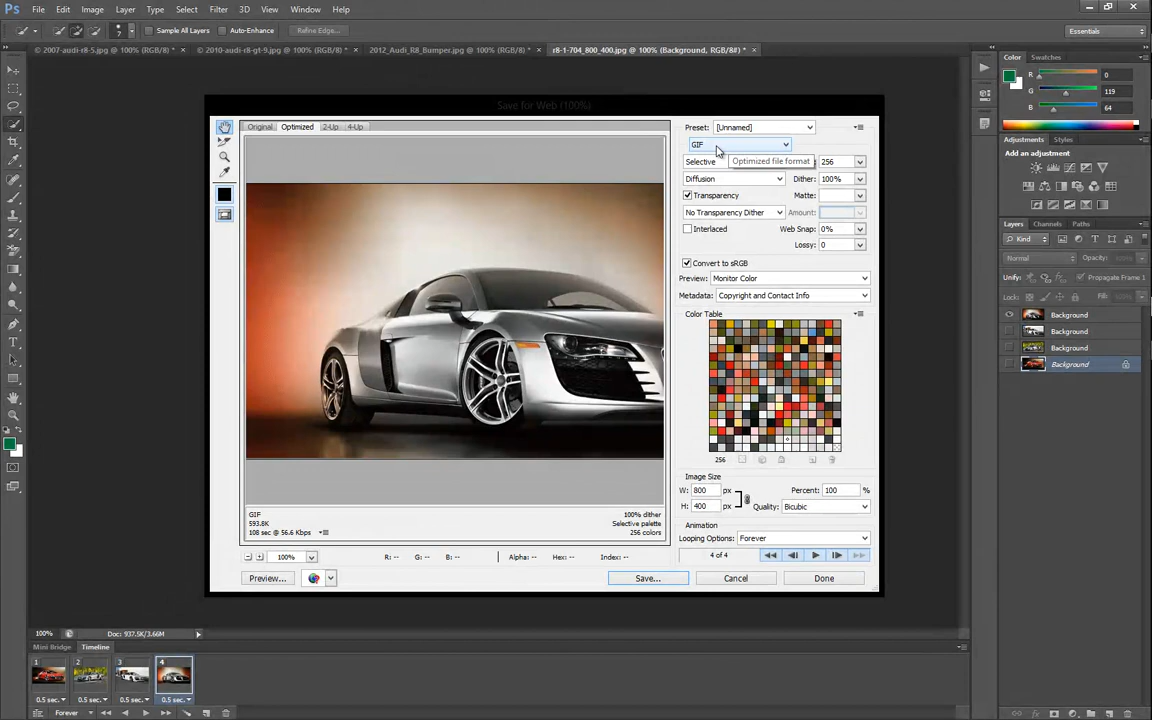 Ps File Edit Image Layer Type Select Filter 3D View Window Help
7 Sample All Layers Auto-Enhance Refine Edge... Essentials
© 2007-audi-r8-5.jpg @ 100% (RGB/8) * × © 2010-audi-r8-gt-9.jpg @ 100% (RGB/8) * × 2012_Audi_R8_Bumper.jpg @ 100% (RGB/8) * × r8-1-704_800_400.jpg @ 100% (Background, RGB/8#) * ×
Color Swatches
R 0
G 119
B 64
Adjustments Styles
Add an adjustment
Layers Channels Paths
Kind
Normal Opacity:
Unify: Propagate Frame 1
Lock: Fill:
Background
Background
Background
Background
Save for Web (100%)
Original Optimized 2-Up 4-Up
Preset: [Unnamed]
GIF
Optimized file format
Selective 256
Diffusion Dither: 100%
Transparency Matte:
No Transparency Dither Amount:
Interlaced Web Snap: 0%
Lossy: 0
Convert to sRGB
Preview: Monitor Color
Metadata: Copyright and Contact Info
Color Table
256
Image Size
W: 800 px Percent: 100 %
H: 400 px Quality: Bicubic
Animation
Looping Options: Forever
4 of 4
GIF 100% dither
593.8K Selective palette
108 sec @ 56.6 Kbps 256 colors
100% R: -- G: -- B: -- Alpha: -- Hex: -- Index: --
Preview... Save... Cancel Done
100% Doc: 937.5K/3.66M
Mini Bridge Timeline
1 2 3 4
0.5 sec. 0.5 sec. 0.5 sec. 0.5 sec.
Forever